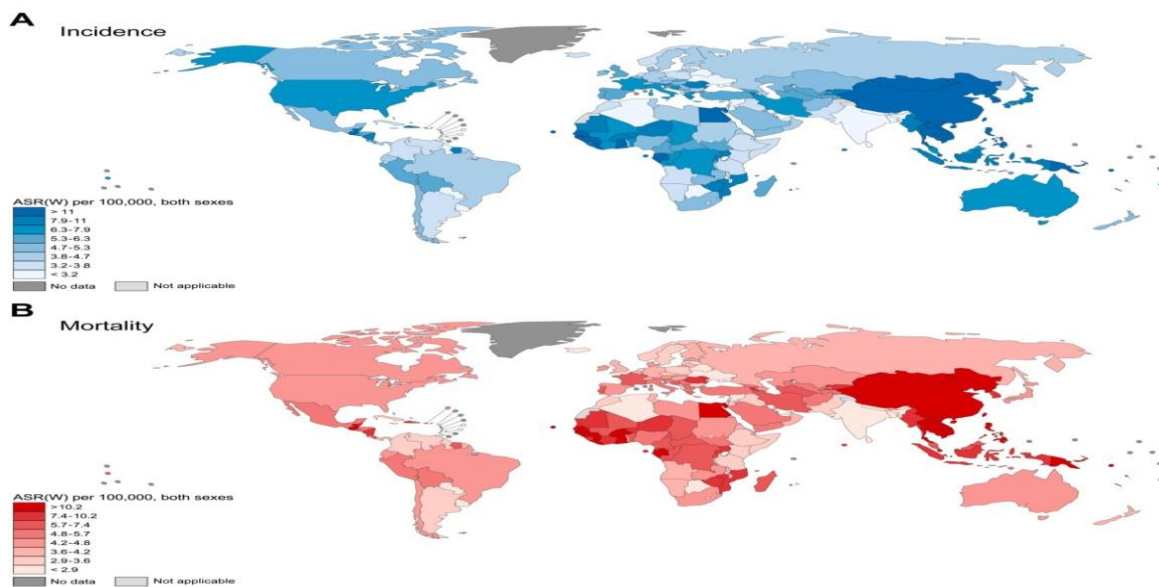 A
Incidence
ASR(W) per 100,000, both sexes
> 11
7.9-11
6.3-7.9
5.3-6.3
4.7-5.3
3.8-4.7
3.2-3.8
< 3.2
No data
Not applicable
B
Mortality
ASR(W) per 100,000, both sexes
>10.2
7.4-10.2
5.7-7.4
4.8-5.7
4.2-4.8
3.6-4.2
2.9-3.6
< 2.9
No data
Not applicable